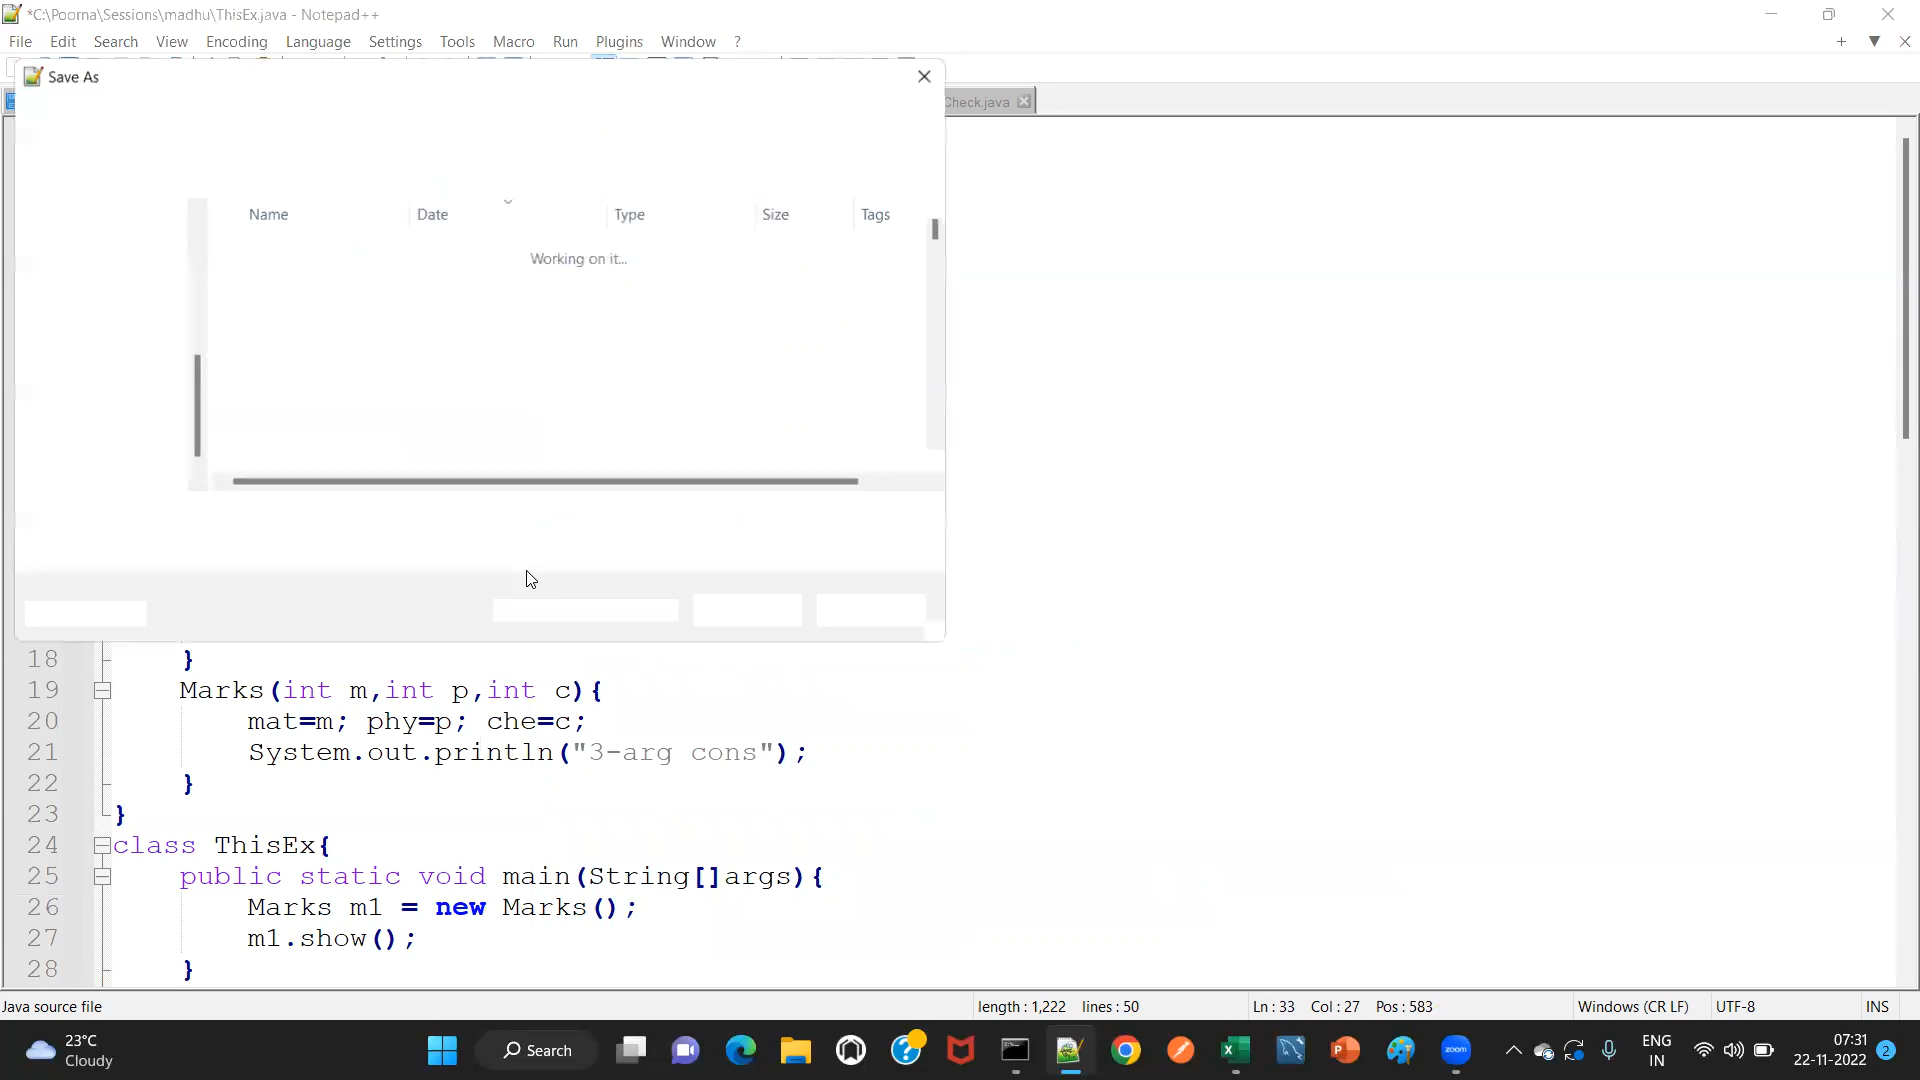 *C:\Poorna\Sessions\madhu\ThisEx.java - Notepad++
File Edit Search View Encoding Language Settings Tools Macro Run Plugins Window ?
Save As
Check.java
Name Date Type Size Tags
Working on it...
18 }
19 Marks(int m,int p,int c){
20 mat=m; phy=p; che=c;
21 System.out.println("3-arg cons");
22 }
23 }
24 class ThisEx{
25 public static void main(String[]args){
26 Marks m1 = new Marks();
27 m1.show();
28 }
Java source file length : 1,222 lines : 50 Ln : 33 Col : 27 Pos : 583 Windows (CR LF) UTF-8 INS
23°C
Cloudy
Search
zoom
ENG
IN
07:31
22-11-2022
2